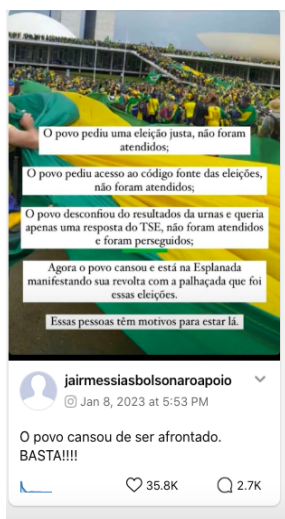 O povo pediu uma eleição justa, não foram
atendidos;
O povo pediu acesso ao código fonte das eleições,
não foram atendidos;
O povo desconfiou do resultados da urnas e queria
apenas uma resposta do TSE, não foram atendidos
e foram perseguidos;
Agora o povo cansou e está na Esplanada
manifestando sua revolta com a palhaçada que foi
essas eleições.
Essas pessoas têm motivos para estar lá.
jairmessiasbolsonaroapoio
Jan 8, 2023 at 5:53 PM
O povo cansou de ser afrontado.
BASTA!!!!
35.8K 2.7K